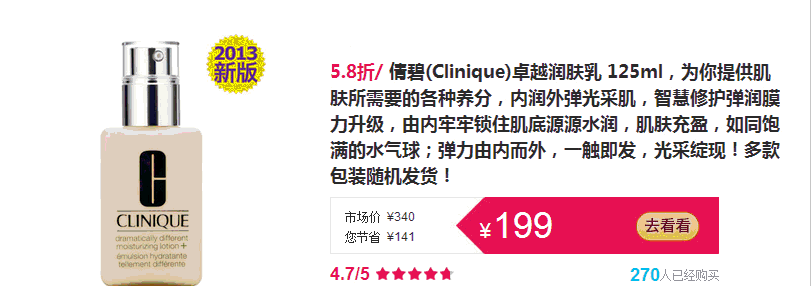 2013
新版
CLINIQUE
dramatically different
moisturizing lotion +
émulsion hydratante
tellement différente
5.8折/ 倩碧(Clinique)卓越润肤乳 125ml，为你提供肌
肤所需要的各种养分，内润外弹光采肌，智慧修护弹润膜
力升级，由内牢牢锁住肌底源源水润，肌肤充盈，如同饱
满的水气球；弹力由内而外，一触即发，光采绽现！多款
包装随机发货！
市场价 ¥340
您节省 ¥141
¥199
去看看
4.7/5
270人已经购买